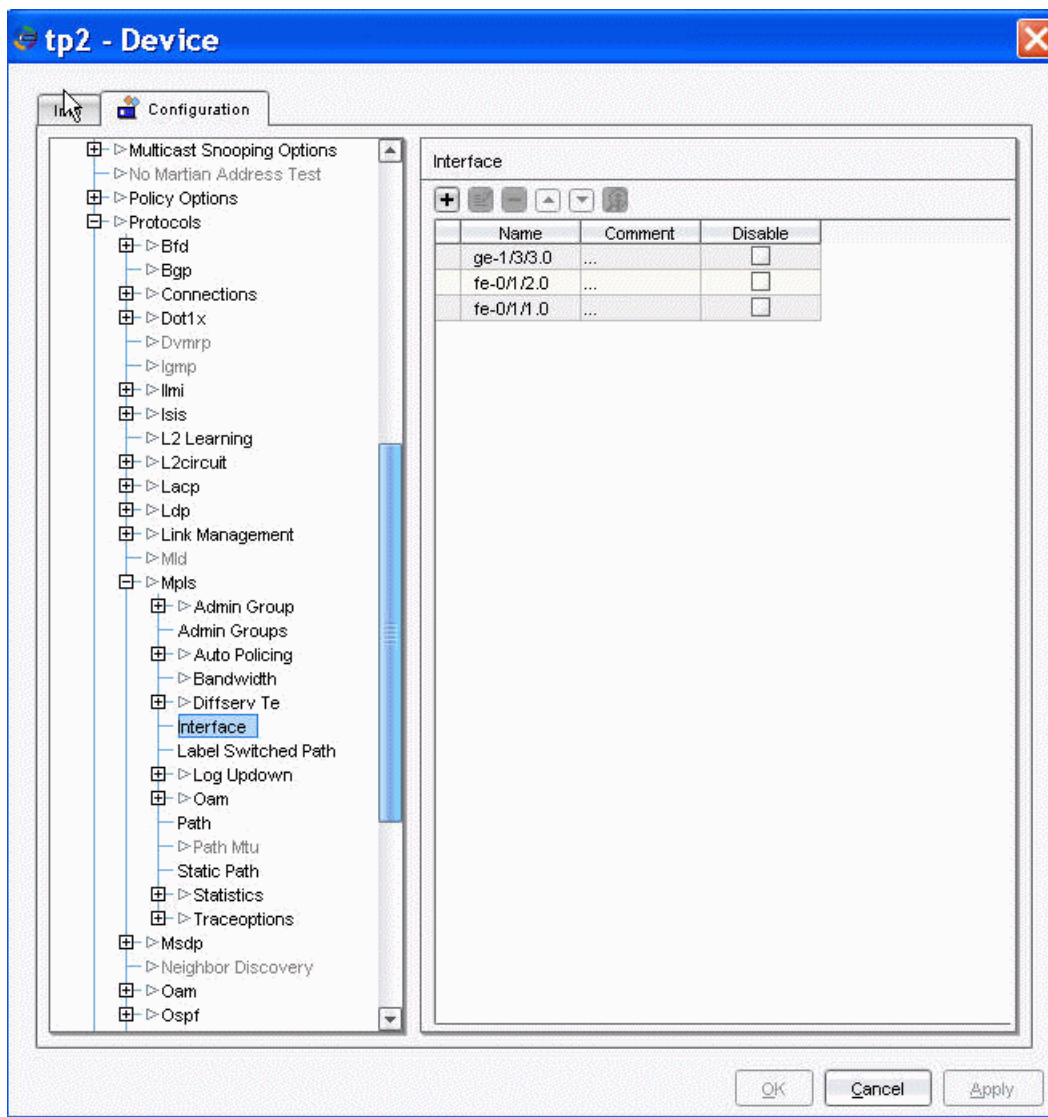 tp2 - Device
Configuration
Multicast Snooping Options
No Martian Address Test
Policy Options
Protocols
Bfd
Bgp
Connections
Dot1x
Dvmrp
Igmp
Ilmi
Isis
L2 Learning
L2circuit
Lacp
Ldp
Link Management
Mld
Mpls
Admin Group
Admin Groups
Auto Policing
Bandwidth
Diffserv Te
Interface
Label Switched Path
Log Updown
Oam
Path
Path Mtu
Static Path
Statistics
Traceoptions
Msdp
Neighbor Discovery
Oam
Ospf
Interface
Name Comment Disable
ge-1/3/3.0 ...
fe-0/1/2.0 ...
fe-0/1/1.0 ...
OK Cancel Apply